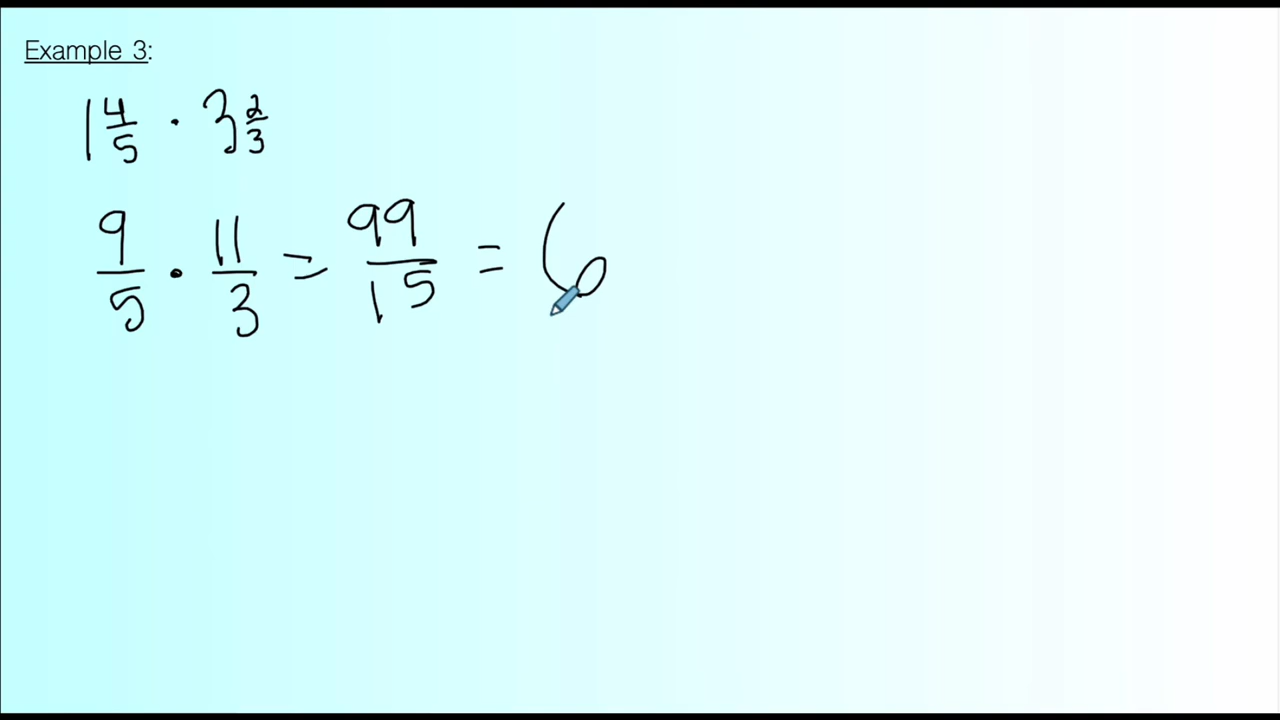 Example 3:
1 4/5 · 3 2/3
9/5 · 11/3 = 99/15 = 6